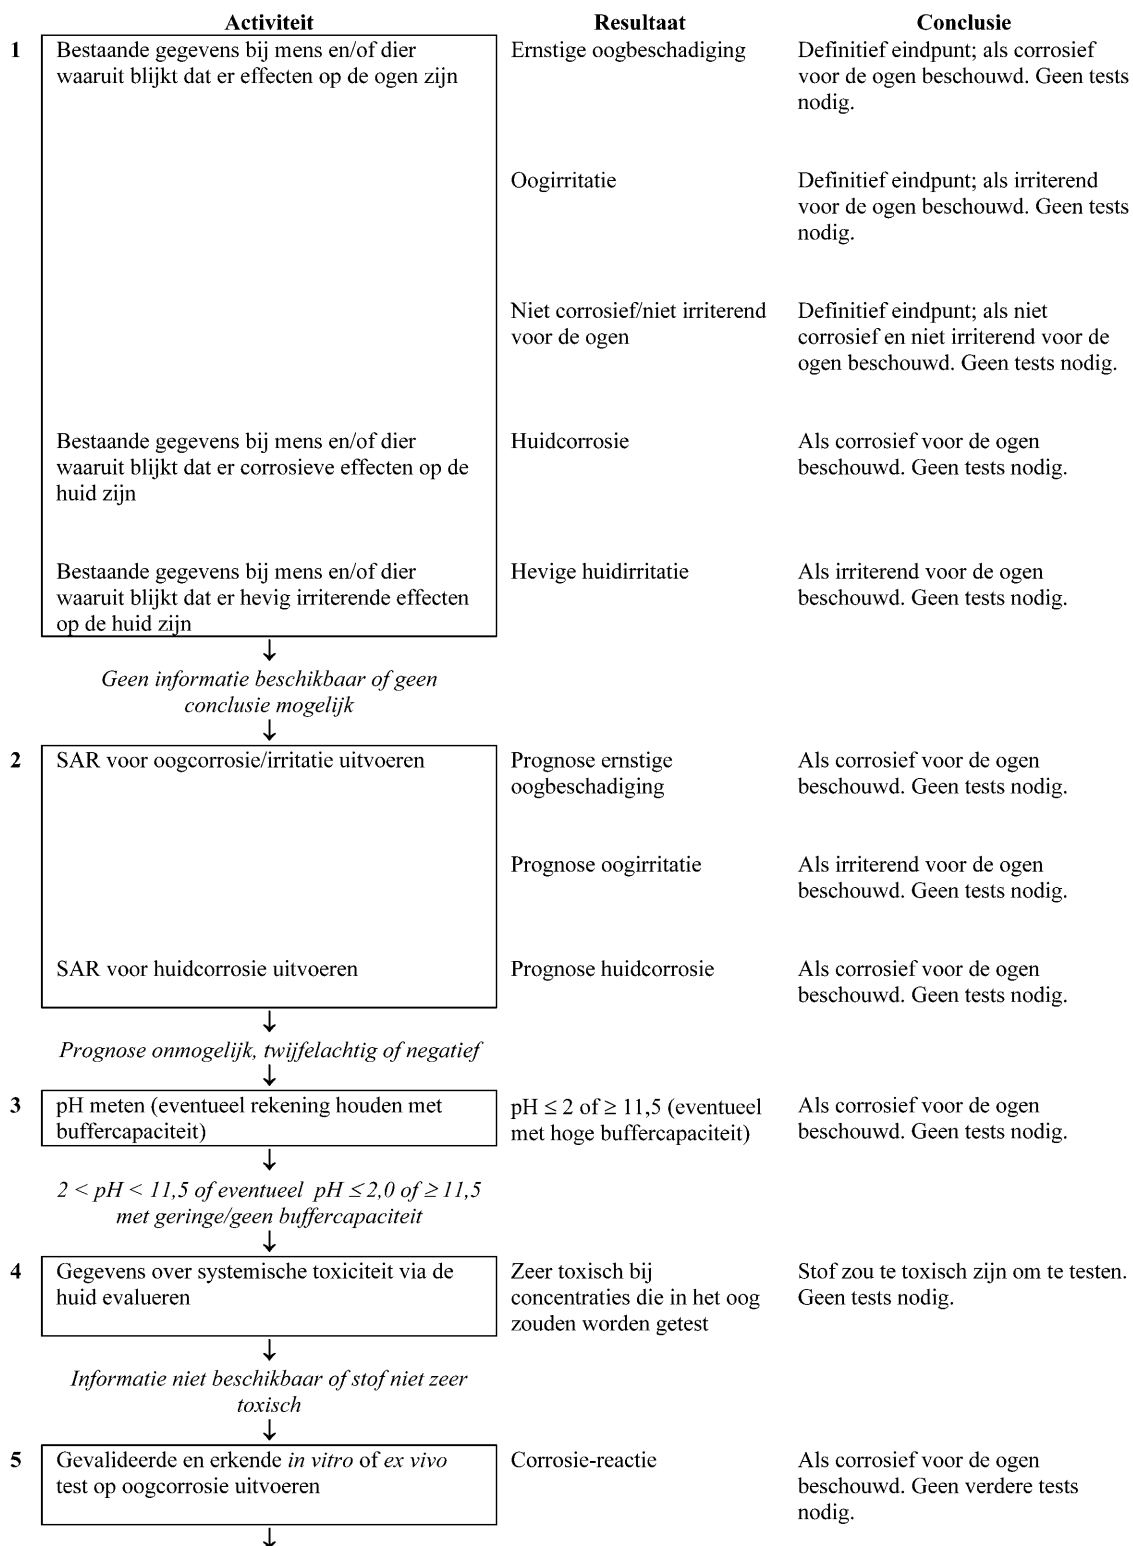 Activiteit Resultaat Conclusie
1 Bestaande gegevens bij mens en/of dier Ernstige oogbeschadiging Definitief eindpunt; als corrosief
waaruit blijkt dat er effecten op de ogen zijn voor de ogen beschouwd. Geen tests
nodig.
Oogirritatie Definitief eindpunt; als irriterend
voor de ogen beschouwd. Geen tests
nodig.
Niet corrosief/niet irriterend Definitief eindpunt; als niet
voor de ogen corrosief en niet irriterend voor de
ogen beschouwd. Geen tests nodig.
Bestaande gegevens bij mens en/of dier Huidcorrosie Als corrosief voor de ogen
waaruit blijkt dat er corrosieve effecten op de beschouwd. Geen tests nodig.
huid zijn
Bestaande gegevens bij mens en/of dier Hevige huidirritatie Als irriterend voor de ogen
waaruit blijkt dat er hevig irriterende effecten beschouwd. Geen tests nodig.
op de huid zijn
↓
Geen informatie beschikbaar of geen
conclusie mogelijk
↓
2 SAR voor oogcorrosie/irritatie uitvoeren Prognose ernstige Als corrosief voor de ogen
oogbeschadiging beschouwd. Geen tests nodig.
Prognose oogirritatie Als irriterend voor de ogen
beschouwd. Geen tests nodig.
SAR voor huidcorrosie uitvoeren Prognose huidcorrosie Als corrosief voor de ogen
beschouwd. Geen tests nodig.
↓
Prognose onmogelijk, twijfelachtig of negatief
↓
3 pH meten (eventueel rekening houden met pH ≤ 2 of ≥ 11,5 (eventueel Als corrosief voor de ogen
buffercapaciteit) met hoge buffercapaciteit) beschouwd. Geen tests nodig.
↓
2 < pH < 11,5 of eventueel pH ≤ 2,0 of ≥ 11,5
met geringe/geen buffercapaciteit
↓
4 Gegevens over systemische toxiciteit via de Zeer toxisch bij Stof zou te toxisch zijn om te testen.
huid evalueren concentraties die in het oog Geen tests nodig.
zouden worden getest
↓
Informatie niet beschikbaar of stof niet zeer
toxisch
↓
5 Gevalideerde en erkende in vitro of ex vivo Corrosie-reactie Als corrosief voor de ogen
test op oogcorrosie uitvoeren beschouwd. Geen verdere tests
nodig.
↓